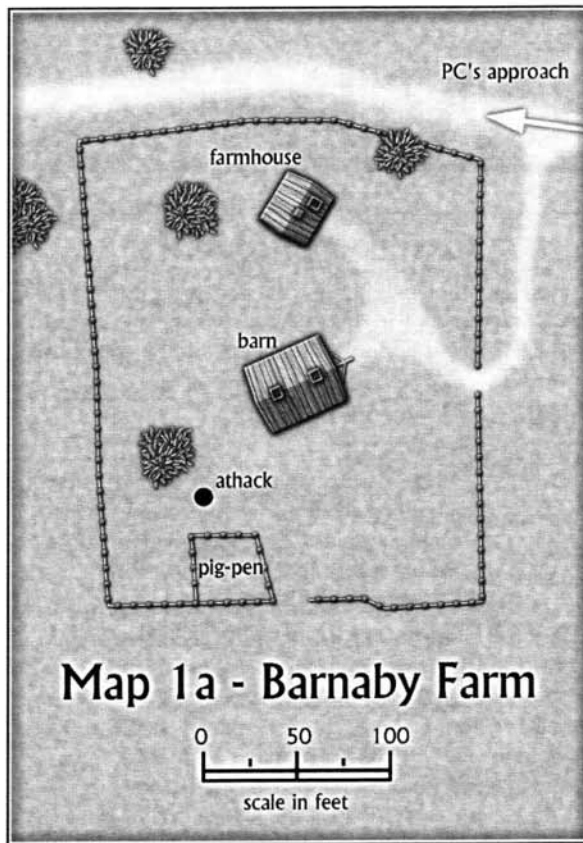 PC's approach
farmhouse
barn
athack
pig-pen
Map 1a - Barnaby Farm
0 50 100
scale in feet